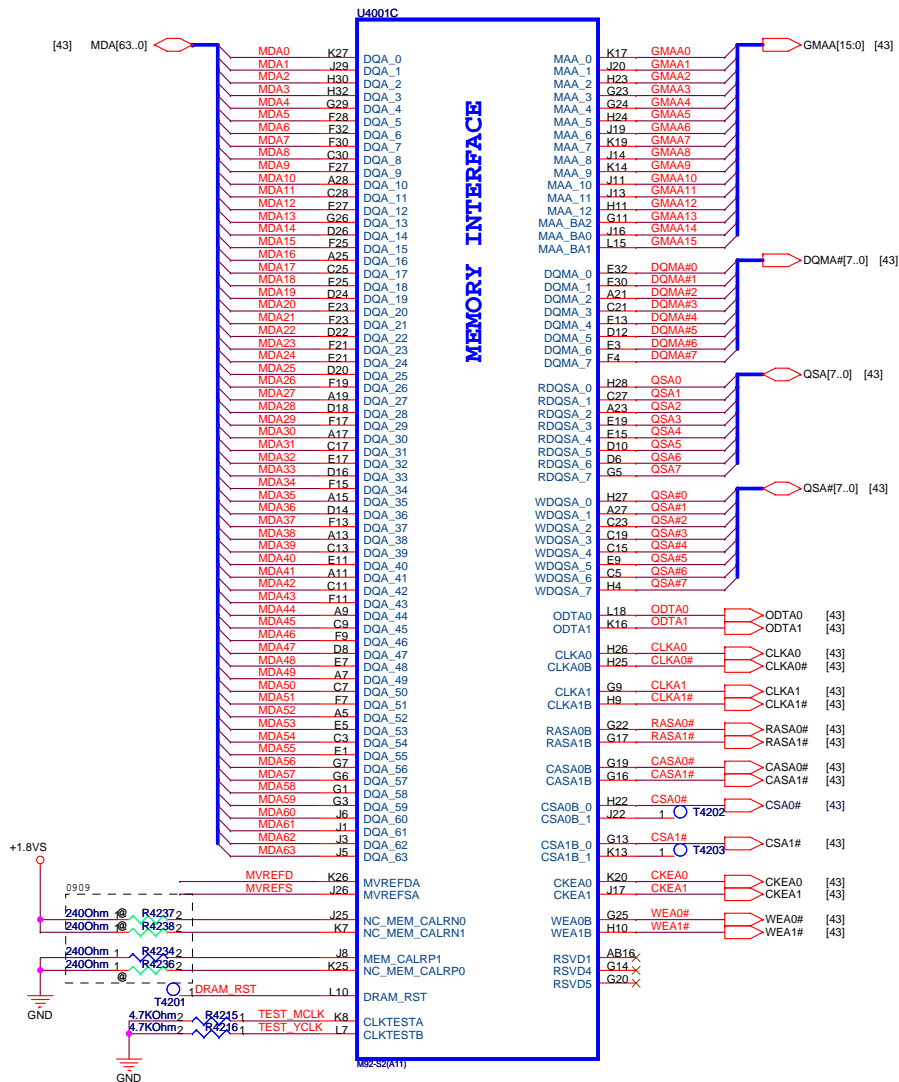 U4001C
[43] MDA[63..0]
MDA0 K27 DQA_0
MDA1 J29 DQA_1
MDA2 H30 DQA_2
MDA3 H32 DQA_3
MDA4 G29 DQA_4
MDA5 F28 DQA_5
MDA6 F32 DQA_6
MDA7 F30 DQA_7
MDA8 C30 DQA_8
MDA9 F27 DQA_9
MDA10 A28 DQA_10
MDA11 C28 DQA_11
MDA12 E27 DQA_12
MDA13 G26 DQA_13
MDA14 D26 DQA_14
MDA15 F25 DQA_15
MDA16 A25 DQA_16
MDA17 C25 DQA_17
MDA18 E25 DQA_18
MDA19 D24 DQA_19
MDA20 E23 DQA_20
MDA21 F23 DQA_21
MDA22 D22 DQA_22
MDA23 F21 DQA_23
MDA24 E21 DQA_24
MDA25 D20 DQA_25
MDA26 F19 DQA_26
MDA27 A19 DQA_27
MDA28 D18 DQA_28
MDA29 F17 DQA_29
MDA30 A17 DQA_30
MDA31 C17 DQA_31
MDA32 E17 DQA_32
MDA33 D16 DQA_33
MDA34 F15 DQA_34
MDA35 A15 DQA_35
MDA36 D14 DQA_36
MDA37 F13 DQA_37
MDA38 A13 DQA_38
MDA39 C13 DQA_39
MDA40 E11 DQA_40
MDA41 A11 DQA_41
MDA42 C11 DQA_42
MDA43 F11 DQA_43
MDA44 A9 DQA_44
MDA45 C9 DQA_45
MDA46 F9 DQA_46
MDA47 D8 DQA_47
MDA48 E7 DQA_48
MDA49 A7 DQA_49
MDA50 C7 DQA_50
MDA51 F7 DQA_51
MDA52 A5 DQA_52
MDA53 E5 DQA_53
MDA54 C3 DQA_54
MDA55 E1 DQA_55
MDA56 G7 DQA_56
MDA57 G6 DQA_57
MDA58 G1 DQA_58
MDA59 G3 DQA_59
MDA60 J6 DQA_60
MDA61 J1 DQA_61
MDA62 J3 DQA_62
MDA63 J5 DQA_63
+1.8VS
0909
MVREFD K26 MVREFDA
MVREFS J26 MVREFSA
240Ohm 1 @ R4237 2 J25 NC_MEM_CALRN0
240Ohm 1 @ R4238 2 K7 NC_MEM_CALRN1
240Ohm 1 R4234 2 J8 MEM_CALRP1
240Ohm 1 R4236 2 K25 NC_MEM_CALRP0
@
T4201 1 DRAM_RST L10 DRAM_RST
GND
4.7KOhm 2 R4215 1 TEST_MCLK K8 CLKTESTA
4.7KOhm 2 R4216 1 TEST_YCLK L7 CLKTESTB
GND
M92-S2(A11)
MEMORY INTERFACE
GMAA[15:0] [43]
MAA_0 K17 GMAA0
MAA_1 J20 GMAA1
MAA_2 H23 GMAA2
MAA_3 G23 GMAA3
MAA_4 G24 GMAA4
MAA_5 H24 GMAA5
MAA_6 J19 GMAA6
MAA_7 K19 GMAA7
MAA_8 J14 GMAA8
MAA_9 K14 GMAA9
MAA_10 J11 GMAA10
MAA_11 J13 GMAA11
MAA_12 H11 GMAA12
MAA_BA2 G11 GMAA13
MAA_BA0 J16 GMAA14
MAA_BA1 L15 GMAA15
DQMA#[7..0] [43]
DQMA_0 E32 DQMA#0
DQMA_1 E30 DQMA#1
DQMA_2 A21 DQMA#2
DQMA_3 C21 DQMA#3
DQMA_4 E13 DQMA#4
DQMA_5 D12 DQMA#5
DQMA_6 E3 DQMA#6
DQMA_7 F4 DQMA#7
QSA[7..0] [43]
RDQSA_0 H28 QSA0
RDQSA_1 C27 QSA1
RDQSA_2 A23 QSA2
RDQSA_3 E19 QSA3
RDQSA_4 E15 QSA4
RDQSA_5 D10 QSA5
RDQSA_6 D6 QSA6
RDQSA_7 G5 QSA7
QSA#[7..0] [43]
WDQSA_0 H27 QSA#0
WDQSA_1 A27 QSA#1
WDQSA_2 C23 QSA#2
WDQSA_3 C19 QSA#3
WDQSA_4 C15 QSA#4
WDQSA_5 E9 QSA#5
WDQSA_6 C5 QSA#6
WDQSA_7 H4 QSA#7
ODTA0 L18 ODTA0 ODTA0 [43]
ODTA1 K16 ODTA1 ODTA1 [43]
CLKA0 H26 CLKA0 CLKA0 [43]
CLKA0B H25 CLKA0# CLKA0# [43]
CLKA1 G9 CLKA1 CLKA1 [43]
CLKA1B H9 CLKA1# CLKA1# [43]
RASA0B G22 RASA0# RASA0# [43]
RASA1B G17 RASA1# RASA1# [43]
CASA0B G19 CASA0# CASA0# [43]
CASA1B G16 CASA1# CASA1# [43]
CSA0B_0 H22 CSA0# CSA0# [43]
CSA0B_1 J22 1 T4202
CSA1B_0 G13 CSA1# CSA1# [43]
CSA1B_1 K13 1 T4203
CKEA0 K20 CKEA0 CKEA0 [43]
CKEA1 J17 CKEA1 CKEA1 [43]
WEA0B G25 WEA0# WEA0# [43]
WEA1B H10 WEA1# WEA1# [43]
RSVD1 AB16
RSVD4 G14
RSVD5 G20